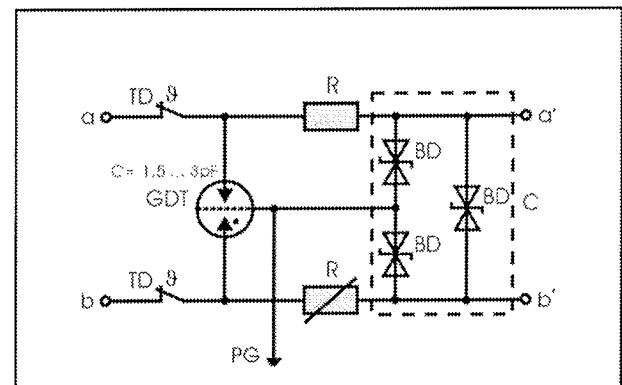 R
TD ϑ
a
a'
BD
C= 1.5 ... 3pF
GDT
BD
C
BD
TD ϑ
R
b
b'
PG